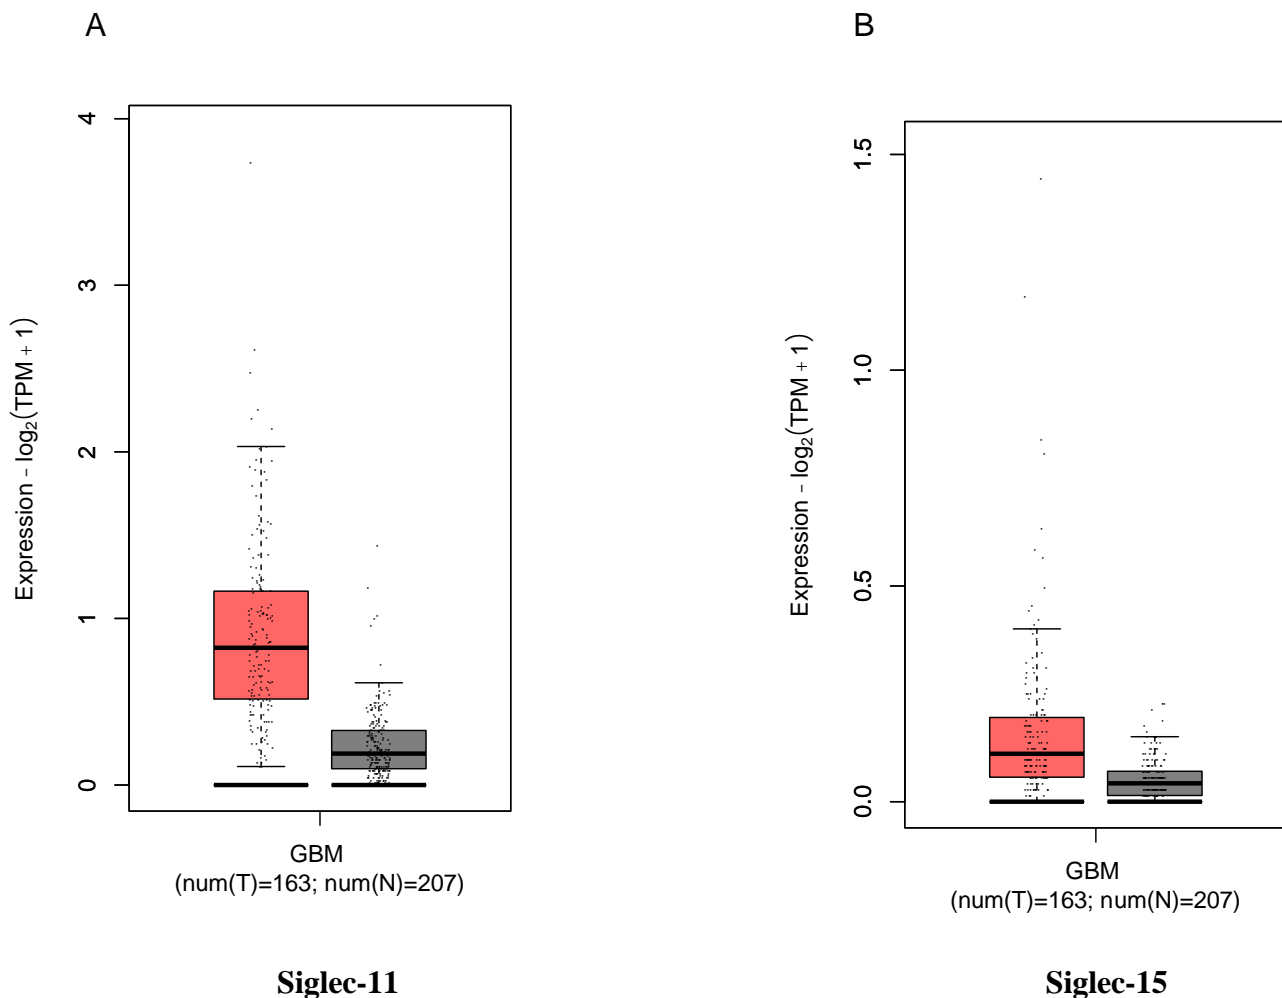 A
4
3
2
1
0
Expression − log₂(TPM + 1)
GBM
(num(T)=163; num(N)=207)
Siglec-11
B
1.5
1.0
0.5
0.0
Expression − log₂(TPM + 1)
GBM
(num(T)=163; num(N)=207)
Siglec-15